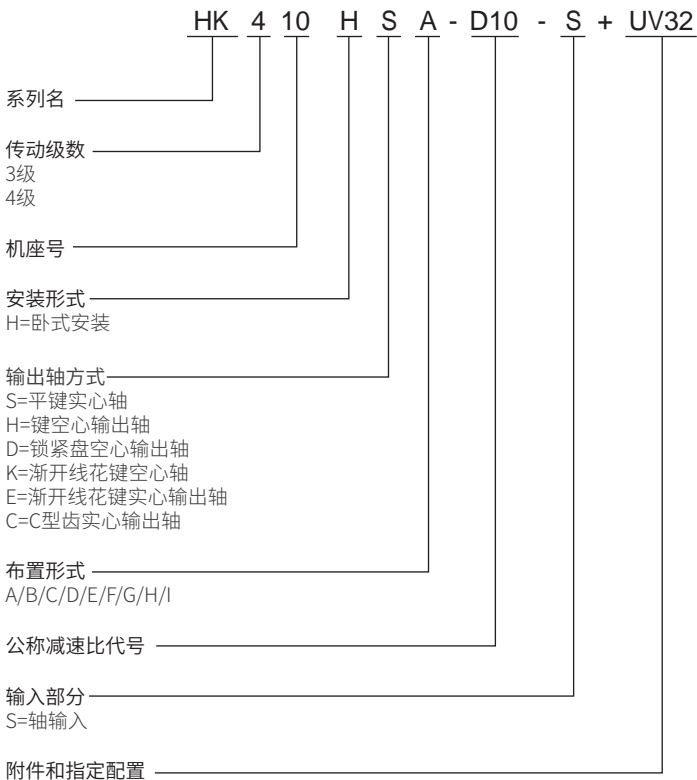 HK 4 10 H S A - D10 - S + UV32
系列名
传动级数
3级
4级
机座号
安装形式
H=卧式安装
输出轴方式
S=平键实心轴
H=键空心输出轴
D=锁紧盘空心输出轴
K=渐开线花键空心轴
E=渐开线花键实心输出轴
C=C型齿实心输出轴
布置形式
A/B/C/D/E/F/G/H/I
公称减速比代号
输入部分
S=轴输入
附件和指定配置